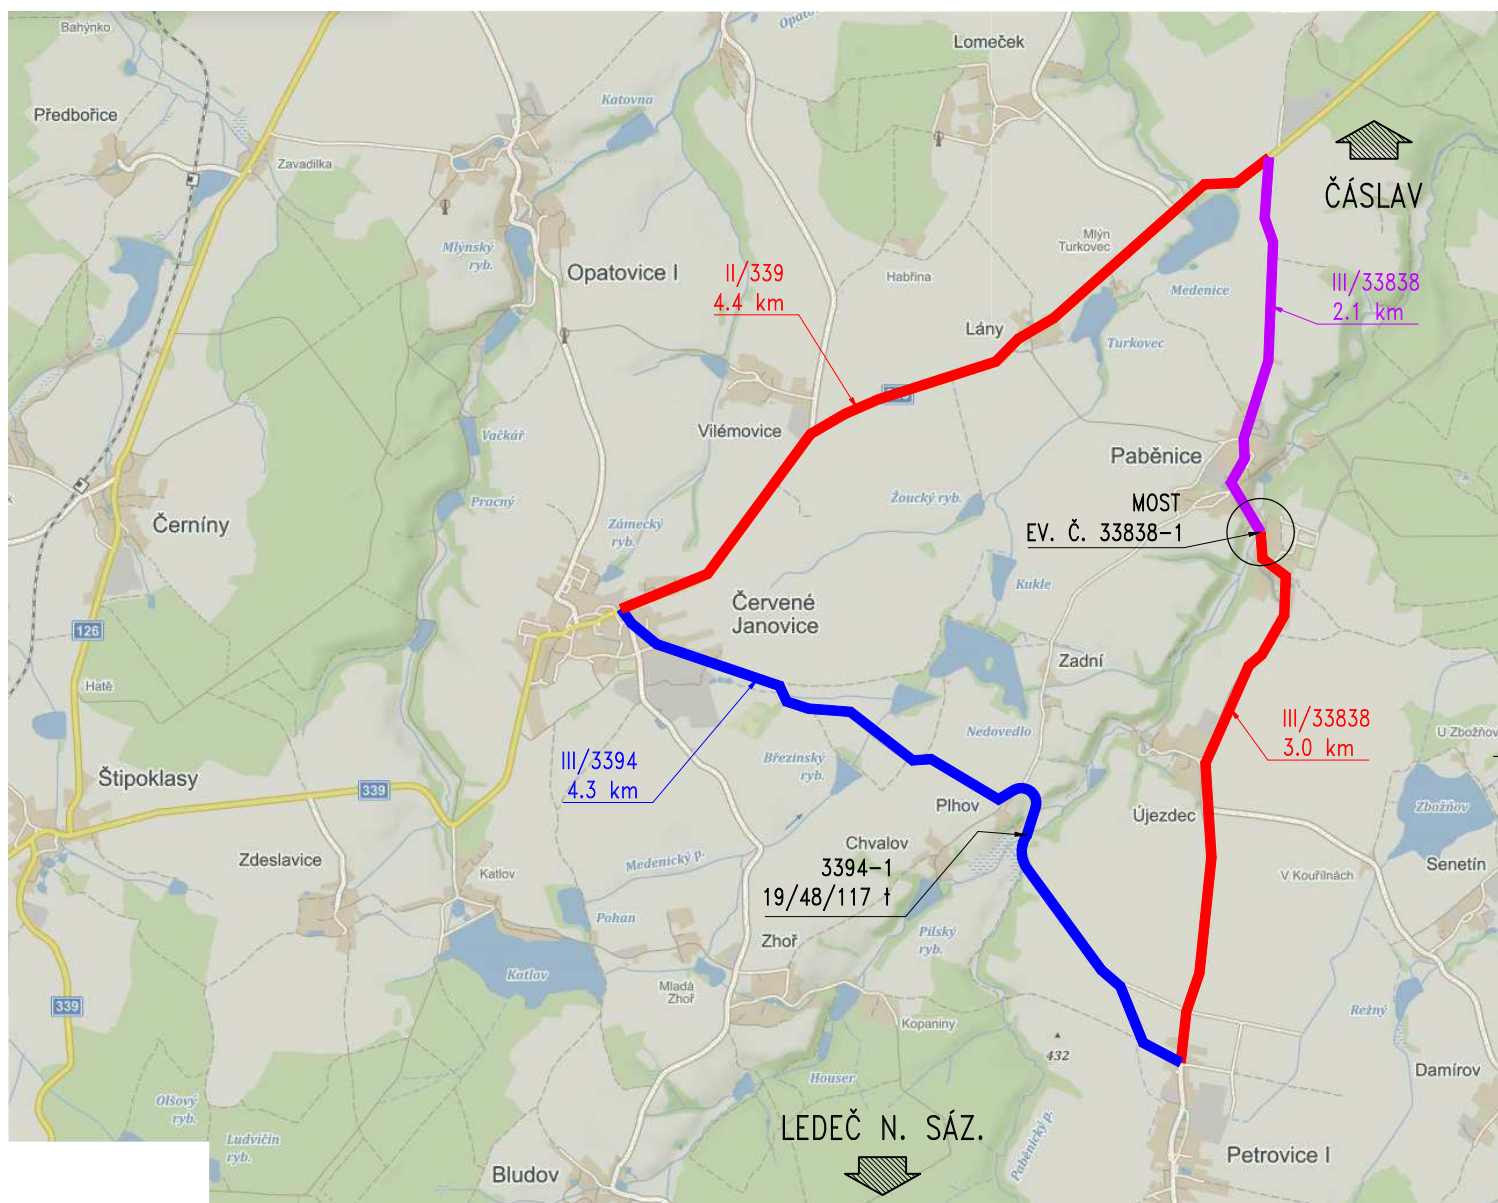 Bahýnko
Opatov
Lomeček
Předbořice
Katovna
Zavadilka
ČÁSLAV
Mlýnský
ryb.
Opatovice I
Mlýn
Turkovec
Habřina
Medenice
II/339
4.4 km
III/33838
2.1 km
Lány
Turkovec
Vilémovice
Vačkář
Paběnice
Pracný
Žoucký ryb.
MOST
EV. Č. 33838-1
Černíny
Zámecký
ryb.
Kukle
Červené
Janovice
126
Zadní
Hatě
Nedovedlo
III/33838
3.0 km
U Zbožňov
III/3394
4.3 km
Březinský
ryb.
Štipoklasy
339
Plhov
Újezdec
Zbožňov
Chvalov
Zdeslavice
Medenický p.
3394-1
19/48/117 t
Katlov
V Kouřilnách
Senetín
Pohan
Zhoř
Pilský
ryb.
Katlov
Mladá
Zhoř
339
Kopaniny
Režný
432
Damírov
Houser
Olšový
ryb.
Ludvičin
ryb.
LEDEČ N. SÁZ.
Paběnický p.
Petrovice I
Bludov